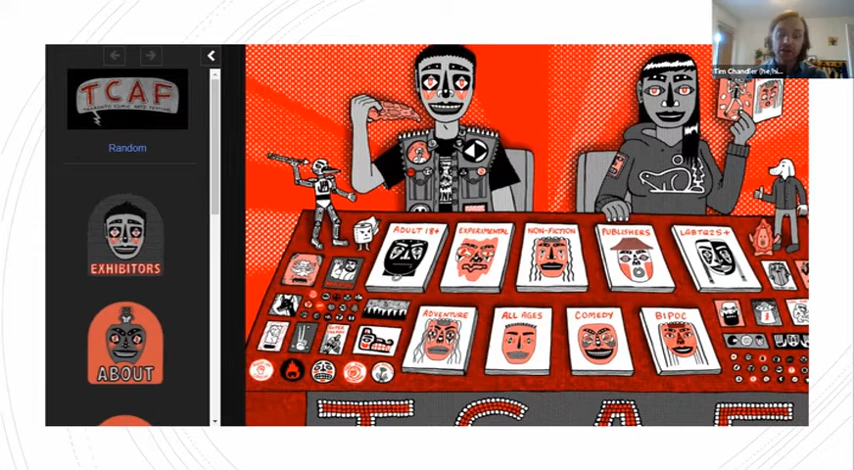 Tim Chandler (he/hi...
TCAF
TORONTO COMIC ARTS FESTIVAL
Random
EXHIBITORS
ABOUT
ADULT 18+
EXPERIMENTAL
NON-FICTION
PUBLISHERS
LGBTQ2S+
ADVENTURE
ALL AGES
COMEDY
BIPOC
TCAF